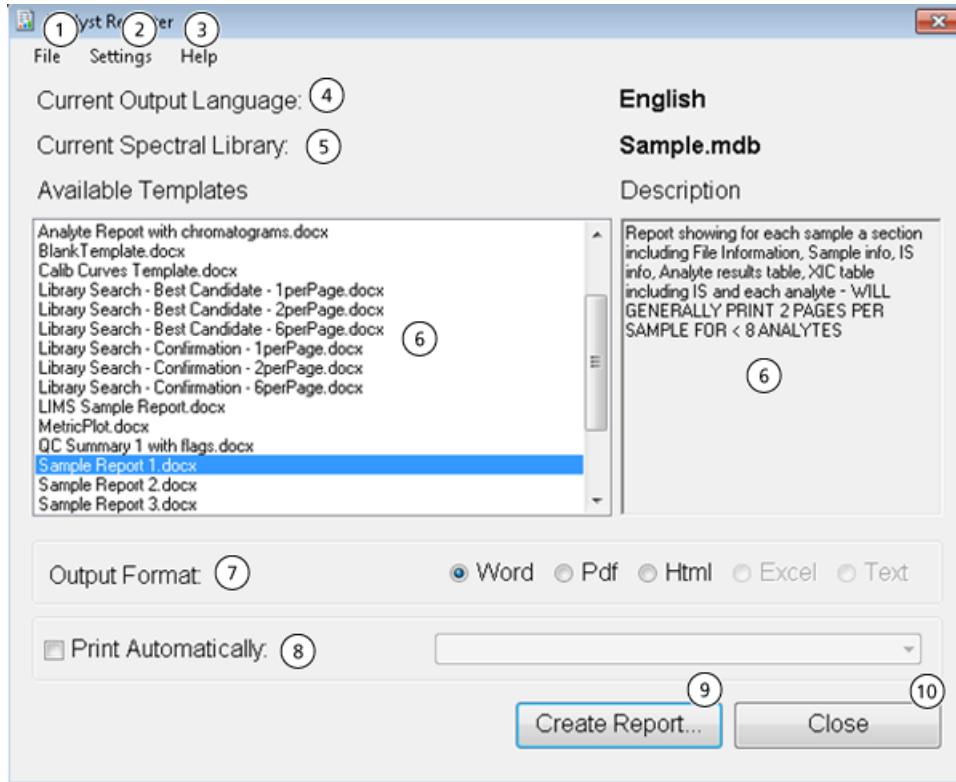 1 2 3
File Settings Help
Current Output Language: 4 English
Current Spectral Library: 5 Sample.mdb
Available Templates
Analyte Report with chromatograms.docx
BlankTemplate.docx
Calib Curves Template.docx
Library Search - Best Candidate - 1perPage.docx
Library Search - Best Candidate - 2perPage.docx
Library Search - Best Candidate - 6perPage.docx
Library Search - Confirmation - 1perPage.docx
Library Search - Confirmation - 2perPage.docx
Library Search - Confirmation - 6perPage.docx
LIMS Sample Report.docx
MetricPlot.docx
QC Summary 1 with flags.docx
Sample Report 1.docx
Sample Report 2.docx
Sample Report 3.docx
6
Description
Report showing for each sample a section
including File Information, Sample info, IS
info, Analyte results table, XIC table
including IS and each analyte - WILL
GENERALLY PRINT 2 PAGES PER
SAMPLE FOR < 8 ANALYTES
6
Output Format: 7 Word Pdf Html Excel Text
Print Automatically: 8
9 10
Create Report... Close